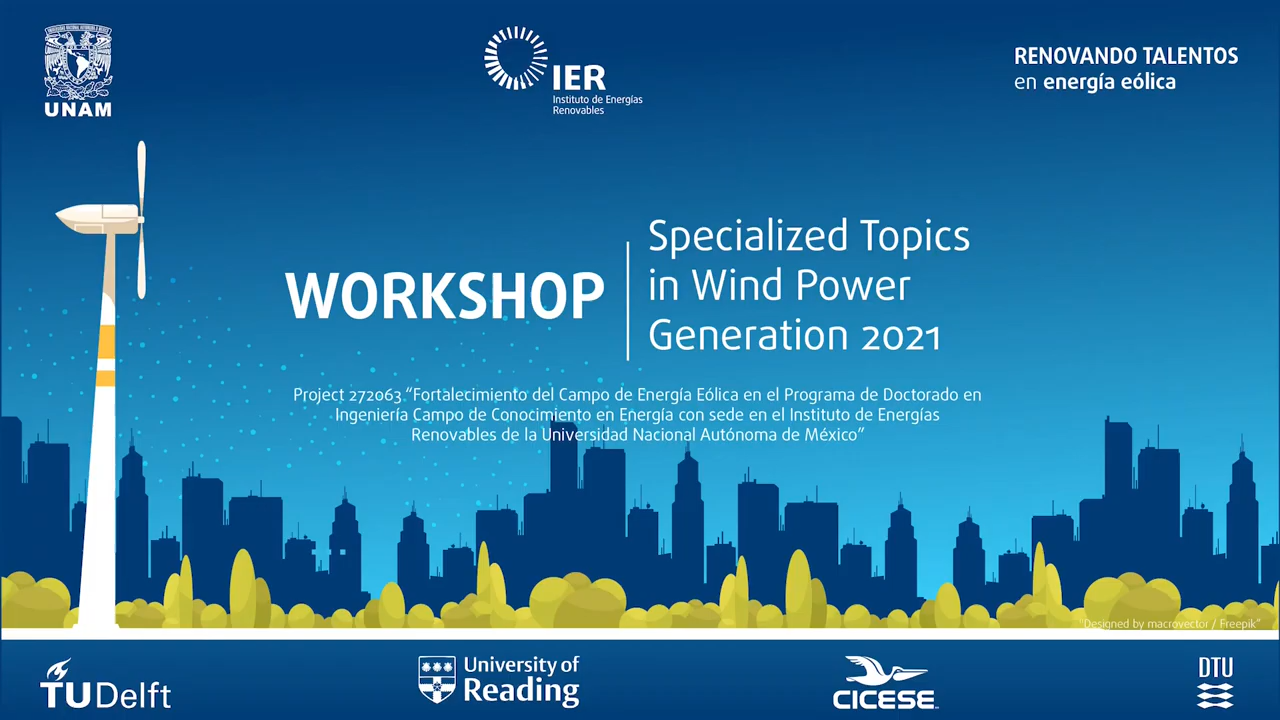 UNAM
IER
Instituto de Energías
Renovables
RENOVANDO TALENTOS
en energía eólica
WORKSHOP
Specialized Topics
in Wind Power
Generation 2021
Project 272063 “Fortalecimiento del Campo de Energía Eólica en el Programa de Doctorado en
Ingeniería Campo de Conocimiento en Energía con sede en el Instituto de Energías
Renovables de la Universidad Nacional Autónoma de México”
"Designed by macrovector / Freepik"
TUDelft
University of
Reading
CICESE
DTU